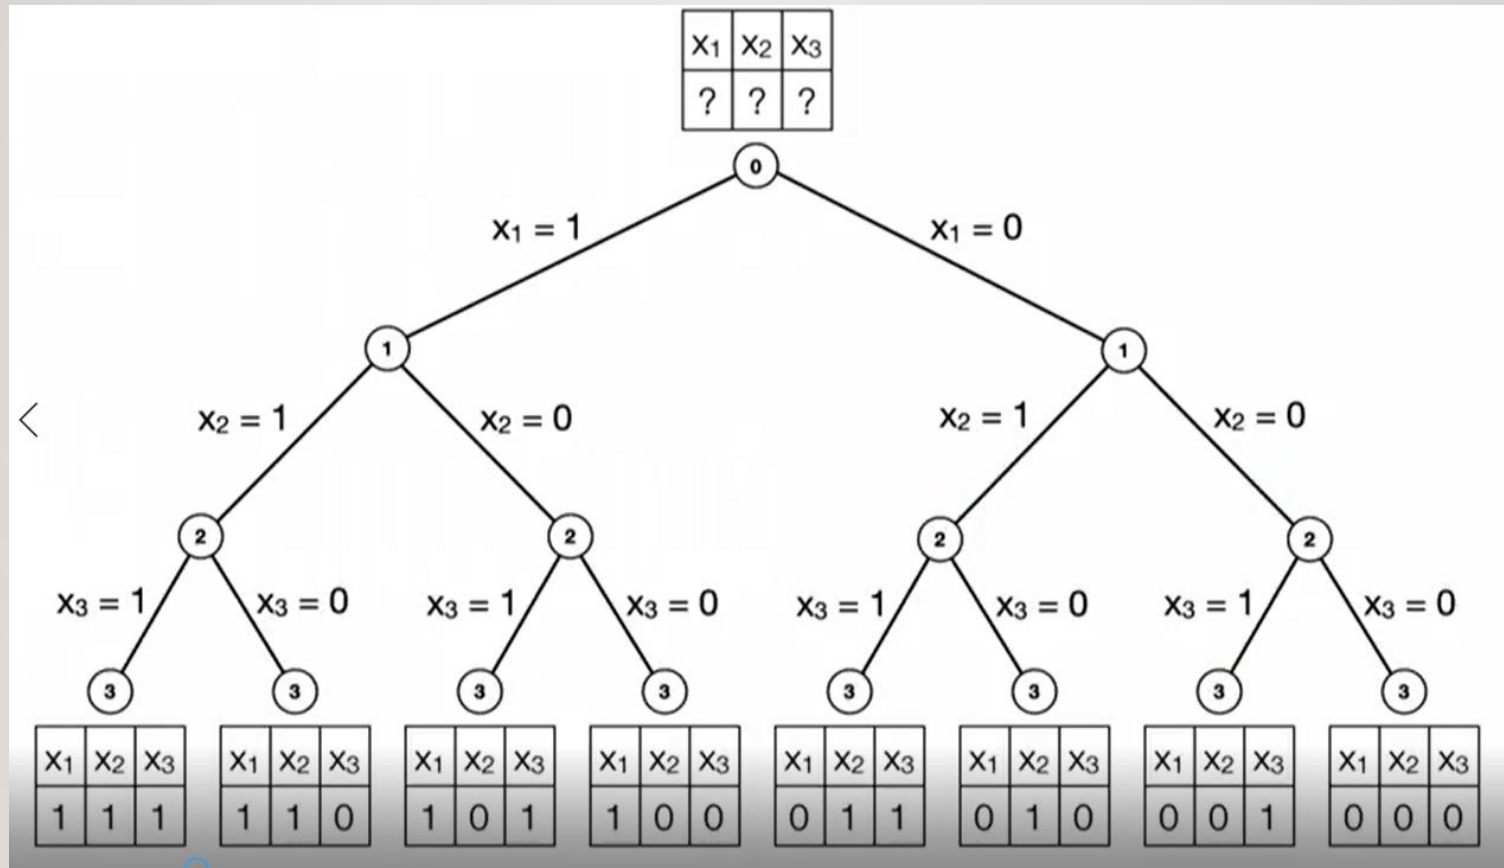 X1 X2 X3
? ? ?
0
X1 = 1 X1 = 0
1 1
X2 = 1 X2 = 0 X2 = 1 X2 = 0
2 2 2 2
X3 = 1 X3 = 0 X3 = 1 X3 = 0 X3 = 1 X3 = 0 X3 = 1 X3 = 0
3 3 3 3 3 3 3 3
X1 X2 X3 X1 X2 X3 X1 X2 X3 X1 X2 X3 X1 X2 X3 X1 X2 X3 X1 X2 X3 X1 X2 X3
1 1 1 1 1 0 1 0 1 1 0 0 0 1 1 0 1 0 0 0 1 0 0 0